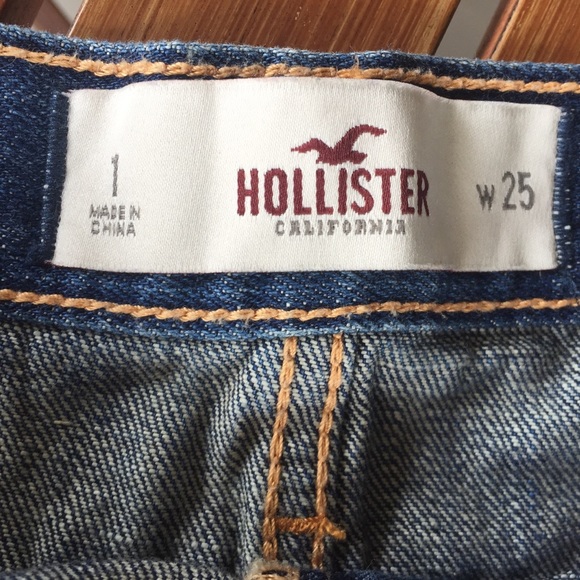 1
MADE IN
CHINA
HOLLISTER
CALIFORNIA
W 25